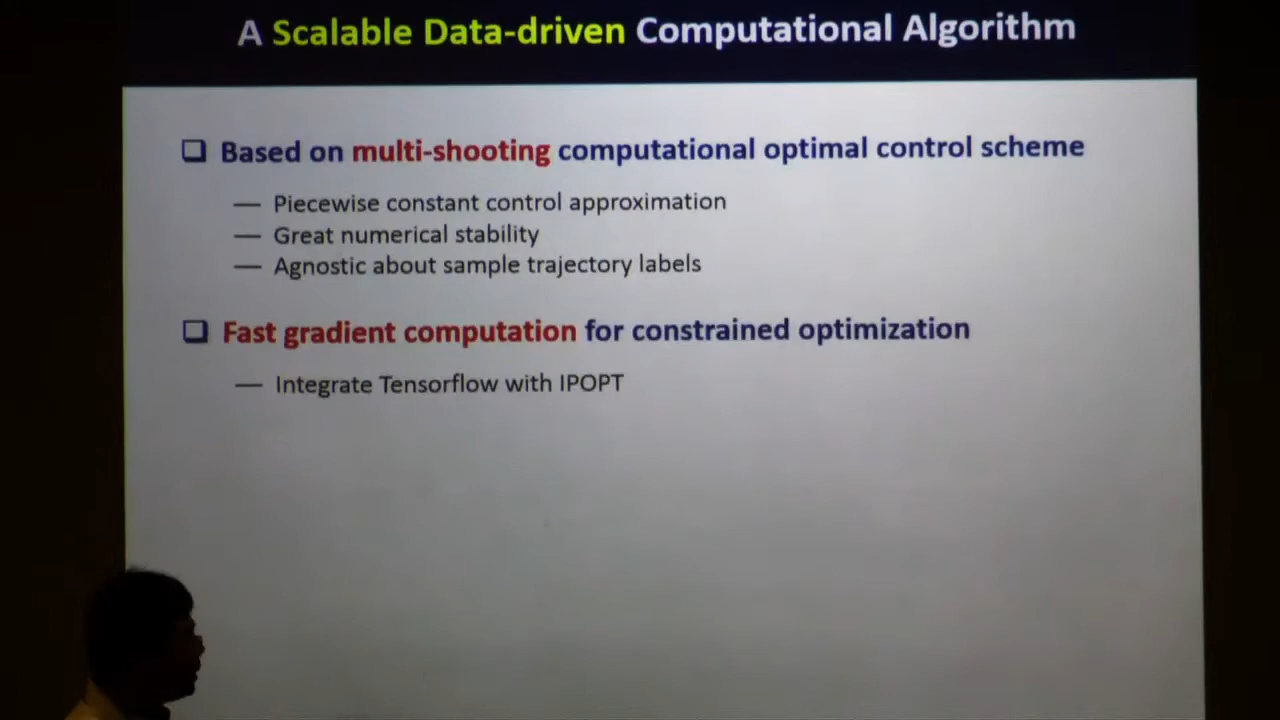 A Scalable Data-driven Computational Algorithm
❑ Based on multi-shooting computational optimal control scheme
— Piecewise constant control approximation
— Great numerical stability
— Agnostic about sample trajectory labels
❑ Fast gradient computation for constrained optimization
— Integrate Tensorflow with IPOPT